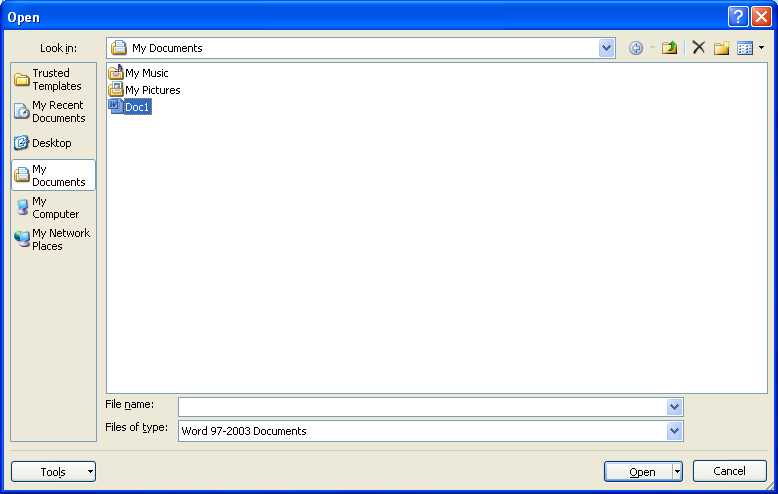 Open
Look in:
My Documents
Trusted
Templates
My Recent
Documents
Desktop
My
Documents
My
Computer
My Network
Places
My Music
My Pictures
Doc1
File name:
Files of type:
Word 97-2003 Documents
Tools
Open
Cancel